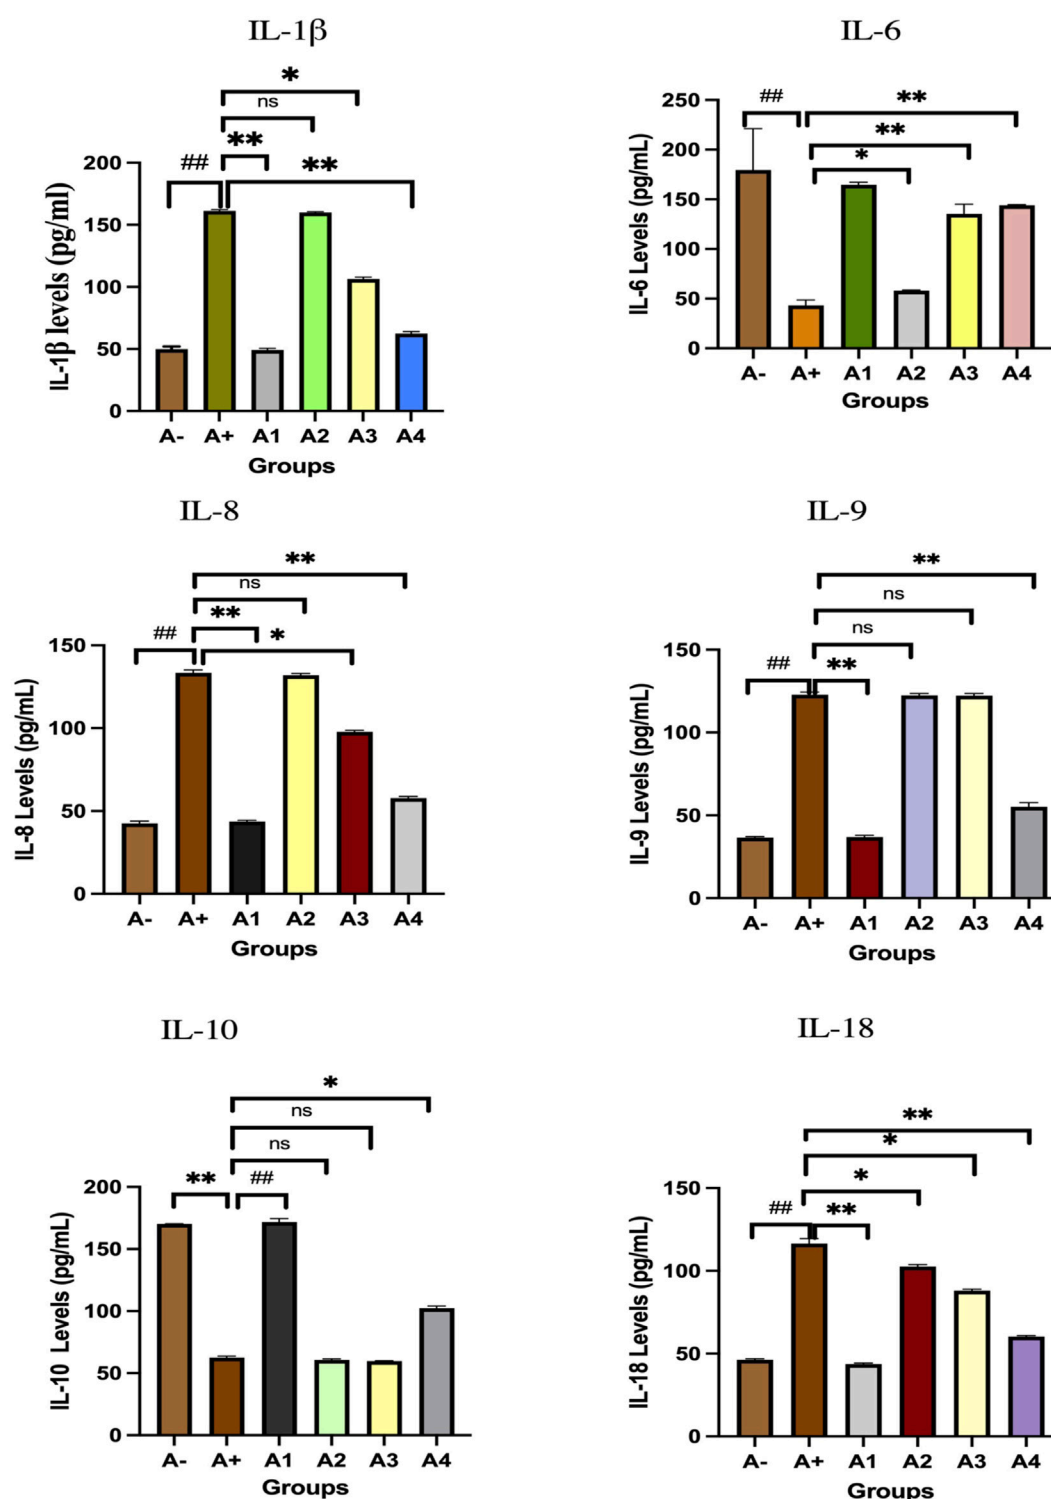 IL-1β
*
ns
**
##
**
IL-1β levels (pg/ml)
200
150
100
50
0
A- A+ A1 A2 A3 A4
Groups
IL-6
##
**
**
*
IL-6 Levels (pg/mL)
250
200
150
100
50
0
A- A+ A1 A2 A3 A4
Groups
IL-8
**
ns
**
##
*
IL-8 Levels (pg/mL)
150
100
50
0
A- A+ A1 A2 A3 A4
Groups
IL-9
**
ns
ns
##
**
IL-9 Levels (pg/mL)
150
100
50
0
A- A+ A1 A2 A3 A4
Groups
IL-10
*
ns
ns
**
##
IL-10 Levels (pg/mL)
200
150
100
50
0
A- A+ A1 A2 A3 A4
Groups
IL-18
**
*
*
##
**
IL-18 Levels (pg/mL)
150
100
50
0
A- A+ A1 A2 A3 A4
Groups